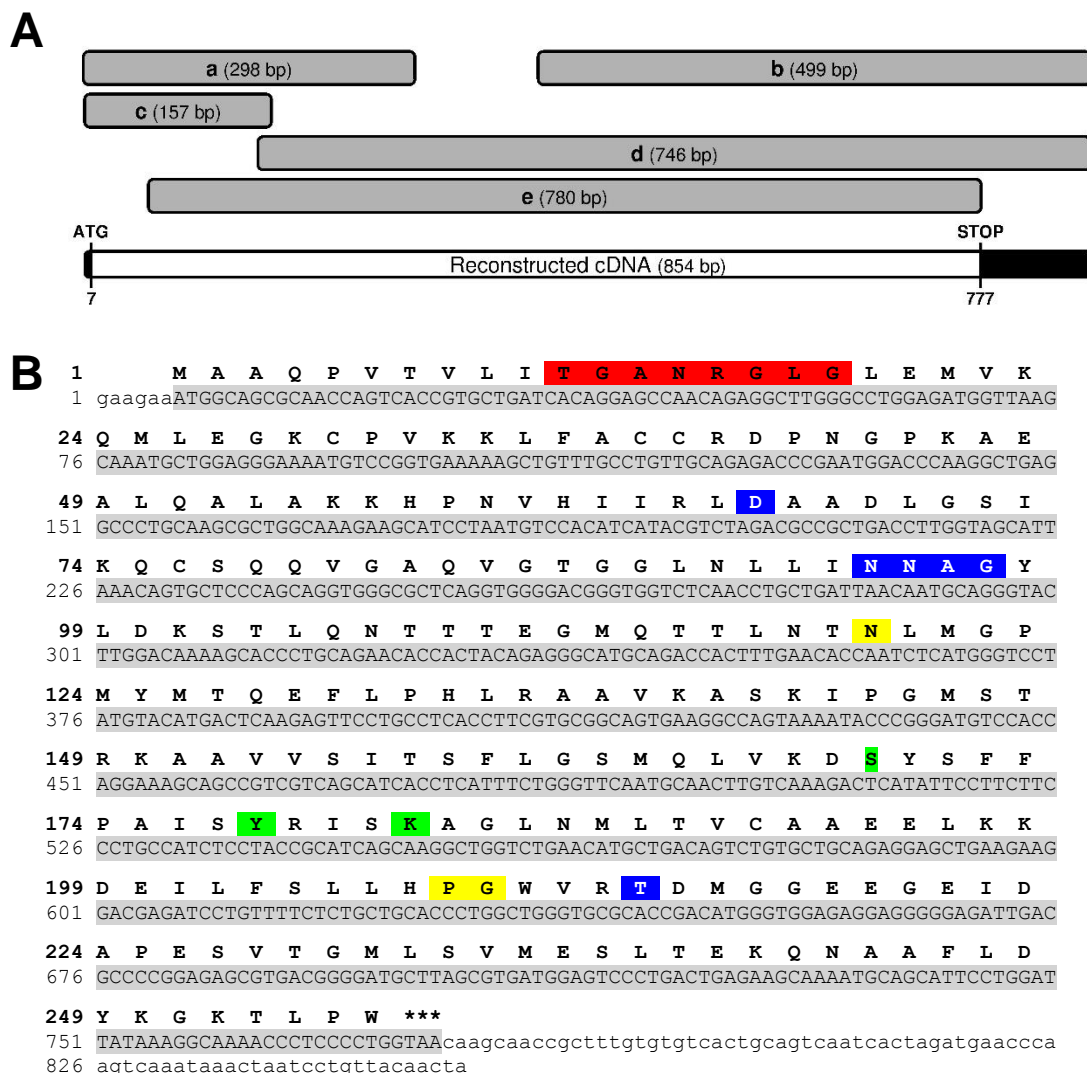 A
a (298 bp)
b (499 bp)
c (157 bp)
d (746 bp)
e (780 bp)
ATG
STOP
Reconstructed cDNA (854 bp)
7
777
B
1 M A A Q P V T V L I T G A N R G L G L E M V K
1 gaagaaATGGCAGCGCAACCAGTCACCGTGCTGATCACAGGAGCCAACAGAGGCTTGGGCCTGGAGATGGTTAAG
24 Q M L E G K C P V K K L F A C C R D P N G P K A E
76 CAAATGCTGGAGGGAAAATGTCCGGTGAAAAAGCTGTTTGCCTGTTGCAGAGACCCGAATGGACCCAAGGCTGAG
49 A L Q A L A K K H P N V H I I R L D A A D L G S I
151 GCCCTGCAAGCGCTGGCAAAGAAGCATCCTAATGTCCACATCATACGTCTAGACGCCGCTGACCTTGGTAGCATT
74 K Q C S Q Q V G A Q V G T G G L N L L I N N A G Y
226 AAACAGTGCTCCCAGCAGGTGGGCGCTCAGGTGGGGACGGGTGGTCTCAACCTGCTGATTAACAATGCAGGGTAC
99 L D K S T L Q N T T T E G M Q T T L N T N L M G P
301 TTGGACAAAAGCACCCTGCAGAACACCACTACAGAGGGCATGCAGACCACTTTGAACACCAATCTCATGGGTCCT
124 M Y M T Q E F L P H L R A A V K A S K I P G M S T
376 ATGTACATGACTCAAGAGTTCCTGCCTCACCTTCGTGCGGCAGTGAAGGCCAGTAAAATACCCGGGATGTCCACC
149 R K A A V V S I T S F L G S M Q L V K D S Y S F F
451 AGGAAAGCAGCCGTCGTCAGCATCACCTCATTTCTGGGTTCAATGCAACTTGTCAAAGACTCATATTCCTTCTTC
174 P A I S Y R I S K A G L N M L T V C A A E E L K K
526 CCTGCCATCTCCTACCGCATCAGCAAGGCTGGTCTGAACATGCTGACAGTCTGTGCTGCAGAGGAGCTGAAGAAG
199 D E I L F S L L H P G W V R T D M G G E E G E I D
601 GACGAGATCCTGTTTTCTCTGCTGCACCCTGGCTGGGTGCGCACCGACATGGGTGGAGAGGAGGGGGAGATTGAC
224 A P E S V T G M L S V M E S L T E K Q N A A F L D
676 GCCCCGGAGAGCGTGACGGGGATGCTTAGCGTGATGGAGTCCCTGACTGAGAAGCAAAATGCAGCATTCCTGGAT
249 Y K G K T L P W ***
751 TATAAAGGCAAAACCCTCCCCTGGTAAcaagcaaccgctttgtgtgtcactgcagtcaatcactagatgaaccca
826 agtcaaataaactaatcctgttacaacta